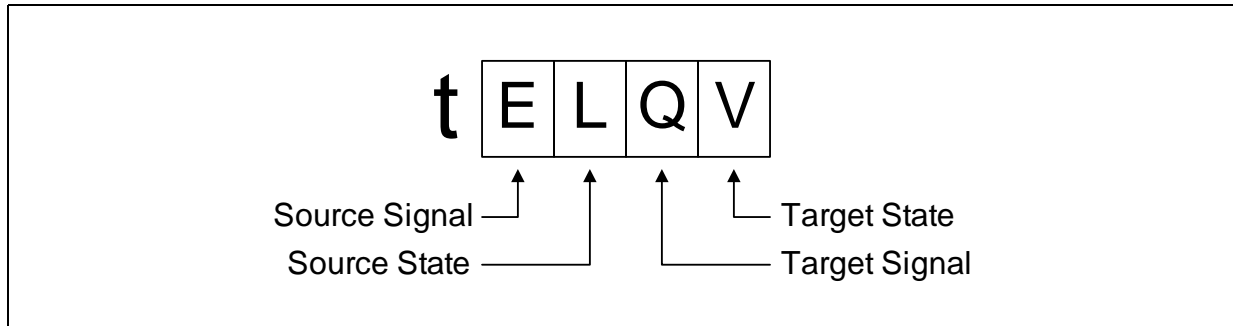 t E L Q V
Source Signal Target State
Source State Target Signal